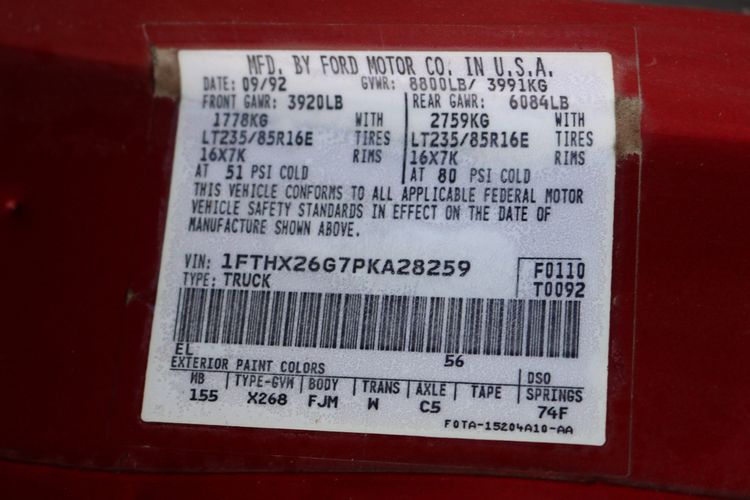 MFD. BY FORD MOTOR CO. IN U.S.A.
DATE: 09/92 GVWR: 8800LB/ 3991KG
FRONT GAWR: 3920LB REAR GAWR: 6084LB
1778KG WITH 2759KG WITH
LT235/85R16E TIRES LT235/85R16E TIRES
16X7K RIMS 16X7K RIMS
AT 51 PSI COLD AT 80 PSI COLD
THIS VEHICLE CONFORMS TO ALL APPLICABLE FEDERAL MOTOR
VEHICLE SAFETY STANDARDS IN EFFECT ON THE DATE OF
MANUFACTURE SHOWN ABOVE.
VIN: 1FTHX26G7PKA28259 F0110
TYPE: TRUCK T0092
EL 56
EXTERIOR PAINT COLORS DSO
WB TYPE-GVM BODY TRANS AXLE TAPE SPRINGS
155 X268 FJM W C5 74F
F0TA-15204A10-AA